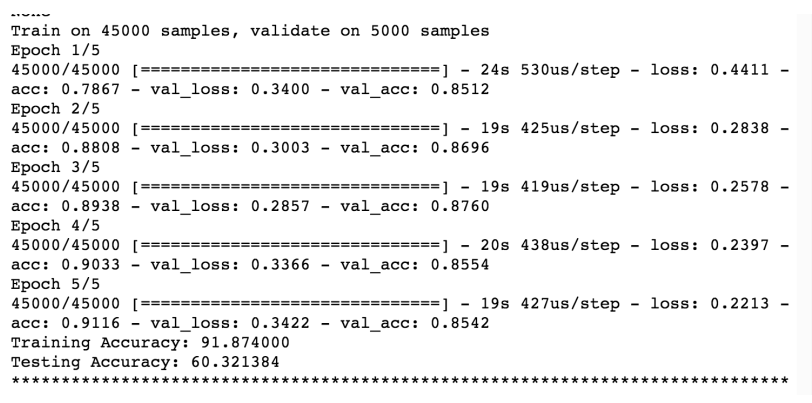 Train on 45000 samples, validate on 5000 samples
Epoch 1/5
45000/45000 [==============================] - 24s 530us/step - loss: 0.4411 -
acc: 0.7867 - val_loss: 0.3400 - val_acc: 0.8512
Epoch 2/5
45000/45000 [==============================] - 19s 425us/step - loss: 0.2838 -
acc: 0.8808 - val_loss: 0.3003 - val_acc: 0.8696
Epoch 3/5
45000/45000 [==============================] - 19s 419us/step - loss: 0.2578 -
acc: 0.8938 - val_loss: 0.2857 - val_acc: 0.8760
Epoch 4/5
45000/45000 [==============================] - 20s 438us/step - loss: 0.2397 -
acc: 0.9033 - val_loss: 0.3366 - val_acc: 0.8554
Epoch 5/5
45000/45000 [==============================] - 19s 427us/step - loss: 0.2213 -
acc: 0.9116 - val_loss: 0.3422 - val_acc: 0.8542
Training Accuracy: 91.874000
Testing Accuracy: 60.321384
******************************************************************************